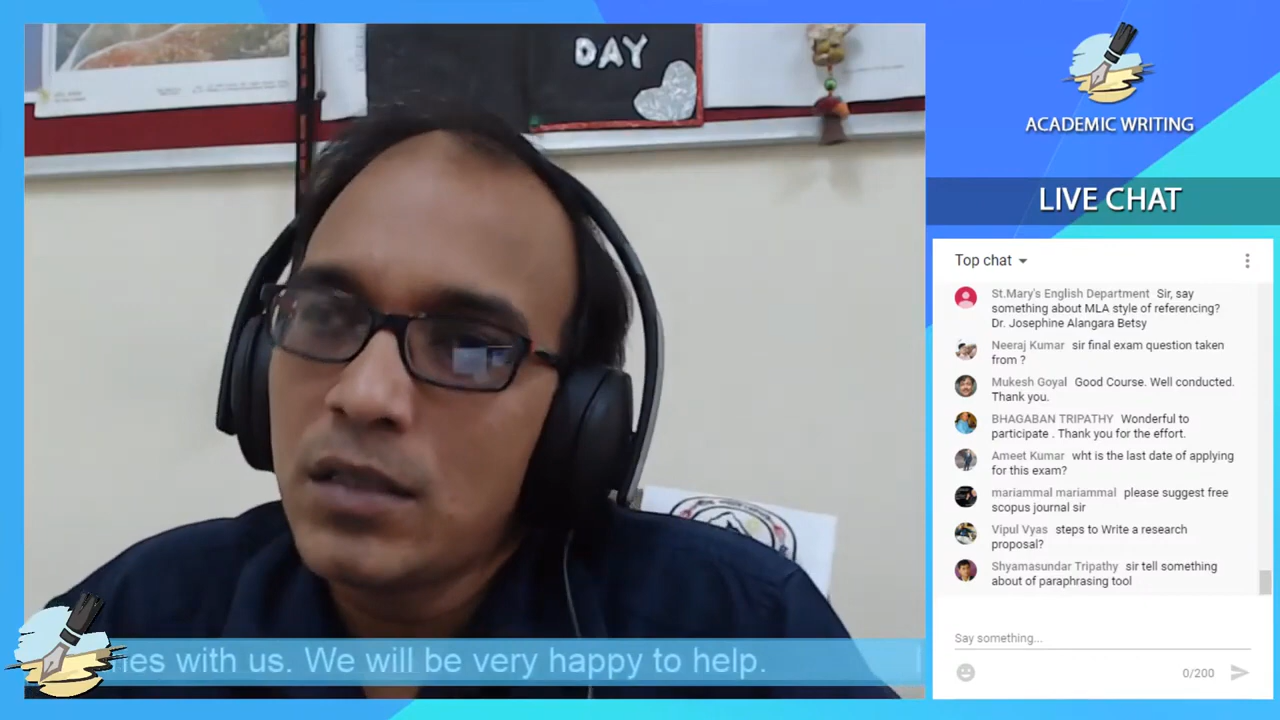 DAY
ACADEMIC WRITING
LIVE CHAT
Top chat
St.Mary's English Department Sir, say
something about MLA style of referencing?
Dr. Josephine Alangara Betsy
Neeraj Kumar sir final exam question taken
from ?
Mukesh Goyal Good Course. Well conducted.
Thank you.
BHAGABAN TRIPATHY Wonderful to
participate . Thank you for the effort.
Ameet Kumar wht is the last date of applying
for this exam?
mariammal mariammal please suggest free
scopus journal sir
Vipul Vyas steps to Write a research
proposal?
Shyamasundar Tripathy sir tell something
about of paraphrasing tool
Say something...
0/200
with us. We will be very happy to help.